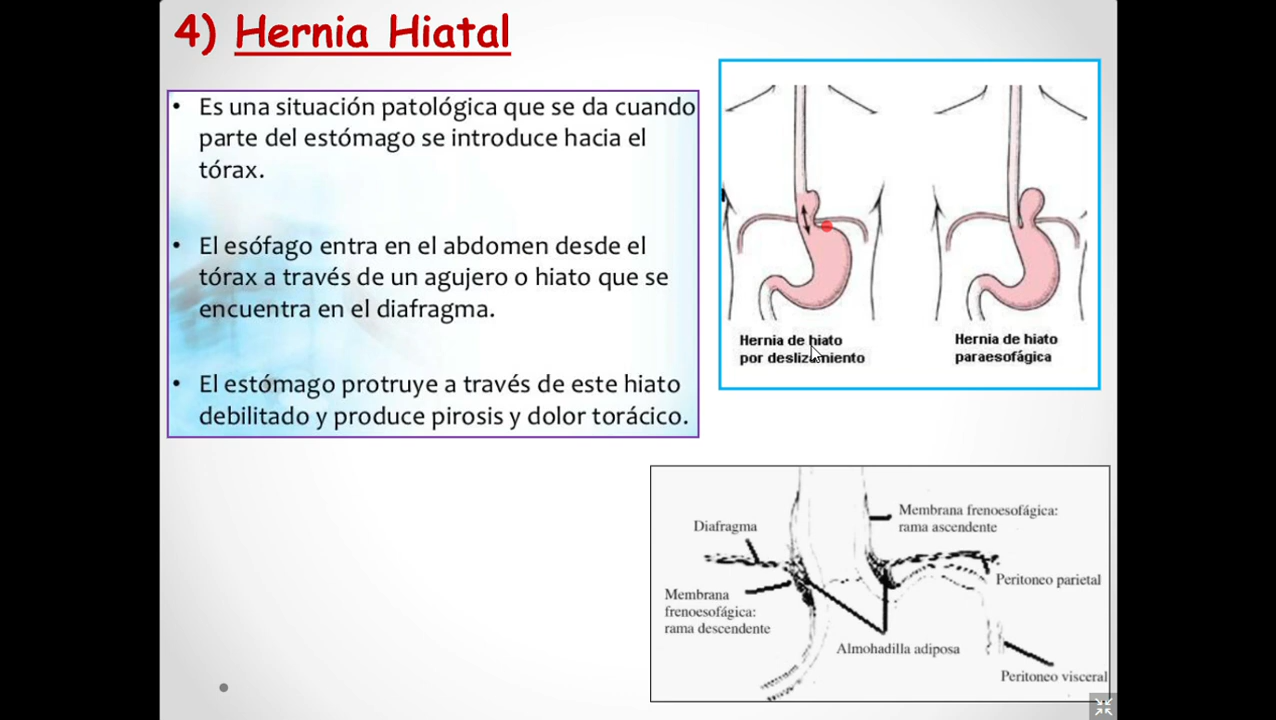 4) Hernia Hiatal
• Es una situación patológica que se da cuando
parte del estómago se introduce hacia el
tórax.
• El esófago entra en el abdomen desde el
tórax a través de un agujero o hiato que se
encuentra en el diafragma.
• El estómago protruye a través de este hiato
debilitado y produce pirosis y dolor torácico.
Hernia de hiato
por deslizamiento
Hernia de hiato
paraesofágica
Diafragma
Membrana frenoesofágica:
rama ascendente
Membrana
frenoesofágica:
rama descendente
Peritoneo parietal
Almohadilla adiposa
Peritoneo visceral